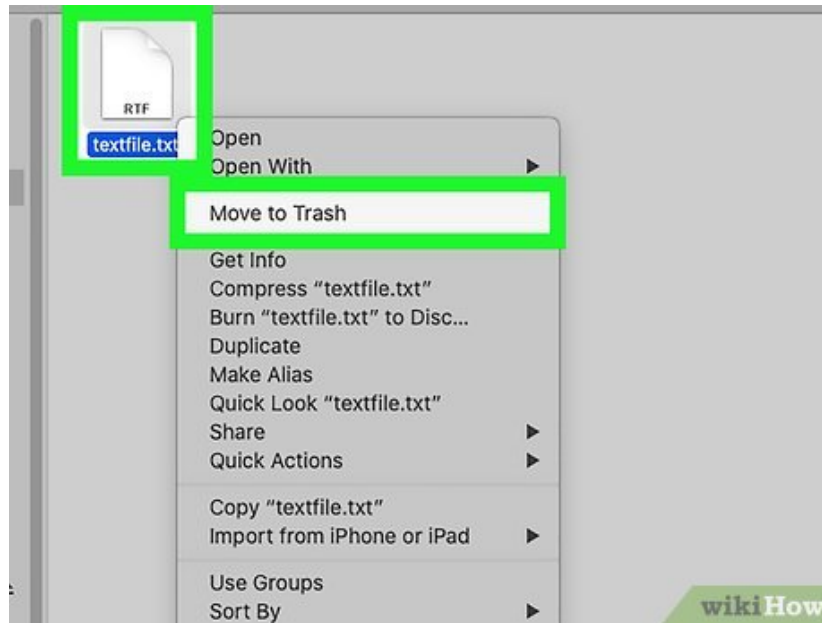 RTF
textfile.txt
Open
Open With
Move to Trash
Get Info
Compress “textfile.txt”
Burn “textfile.txt” to Disc...
Duplicate
Make Alias
Quick Look “textfile.txt”
Share
Quick Actions
Copy “textfile.txt”
Import from iPhone or iPad
Use Groups
Sort By
wikiHow